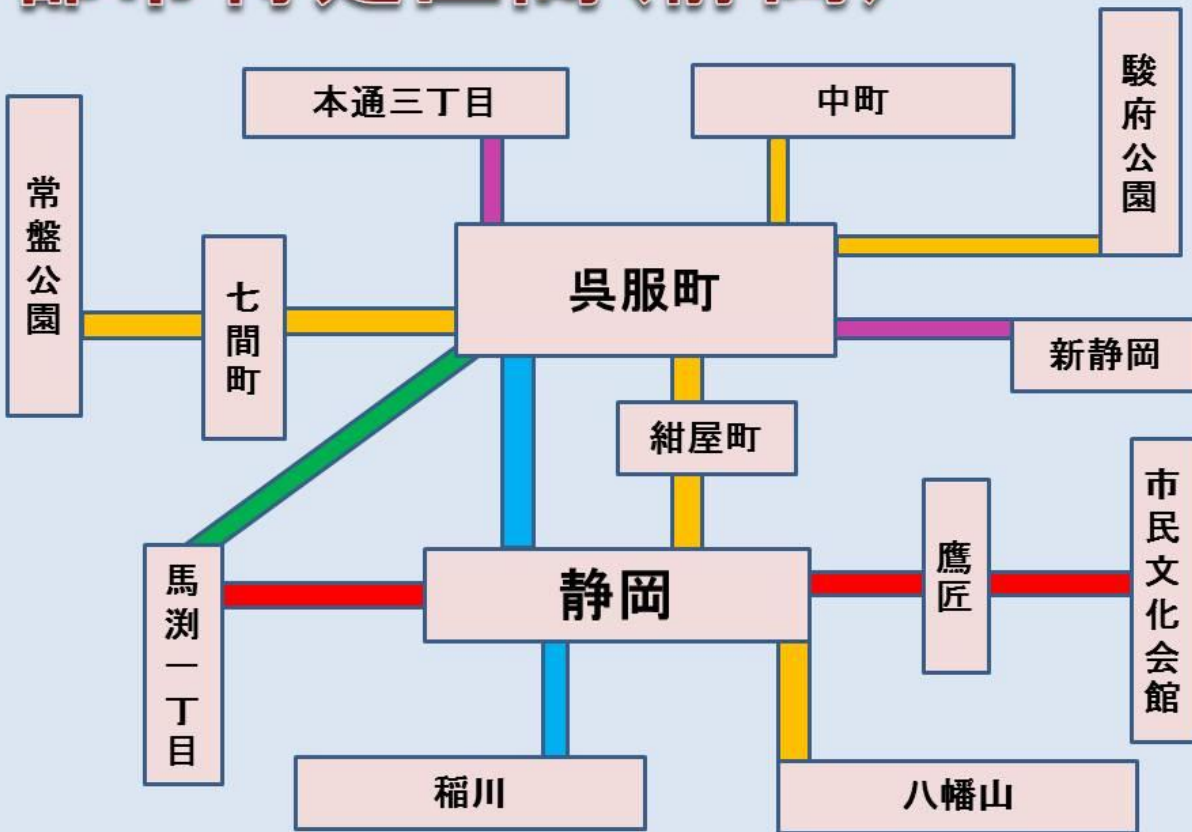 駿府公園
本通三丁目
中町
常盤公園
七間町
呉服町
新静岡
紺屋町
市民文化会館
鷹匠
静岡
馬渕一丁目
稲川
八幡山